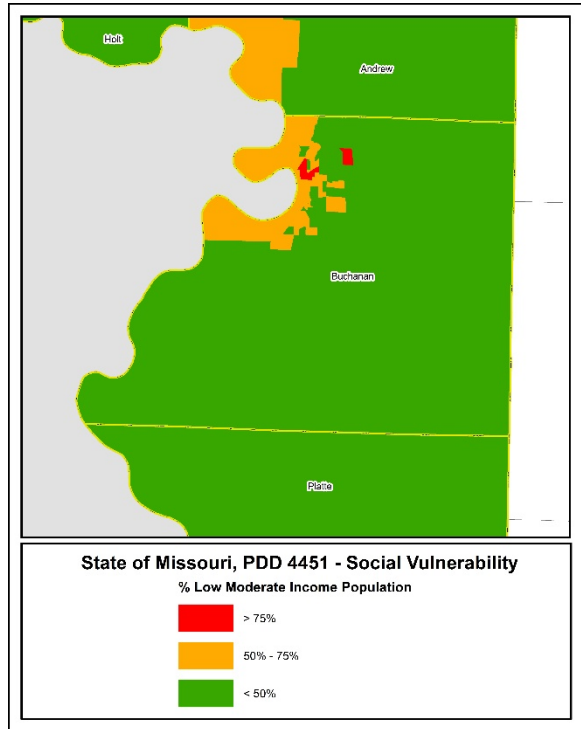 Holt
Andrew
Buchanan
Platte
State of Missouri, PDD 4451 - Social Vulnerability
% Low Moderate Income Population
> 75%
50% - 75%
< 50%